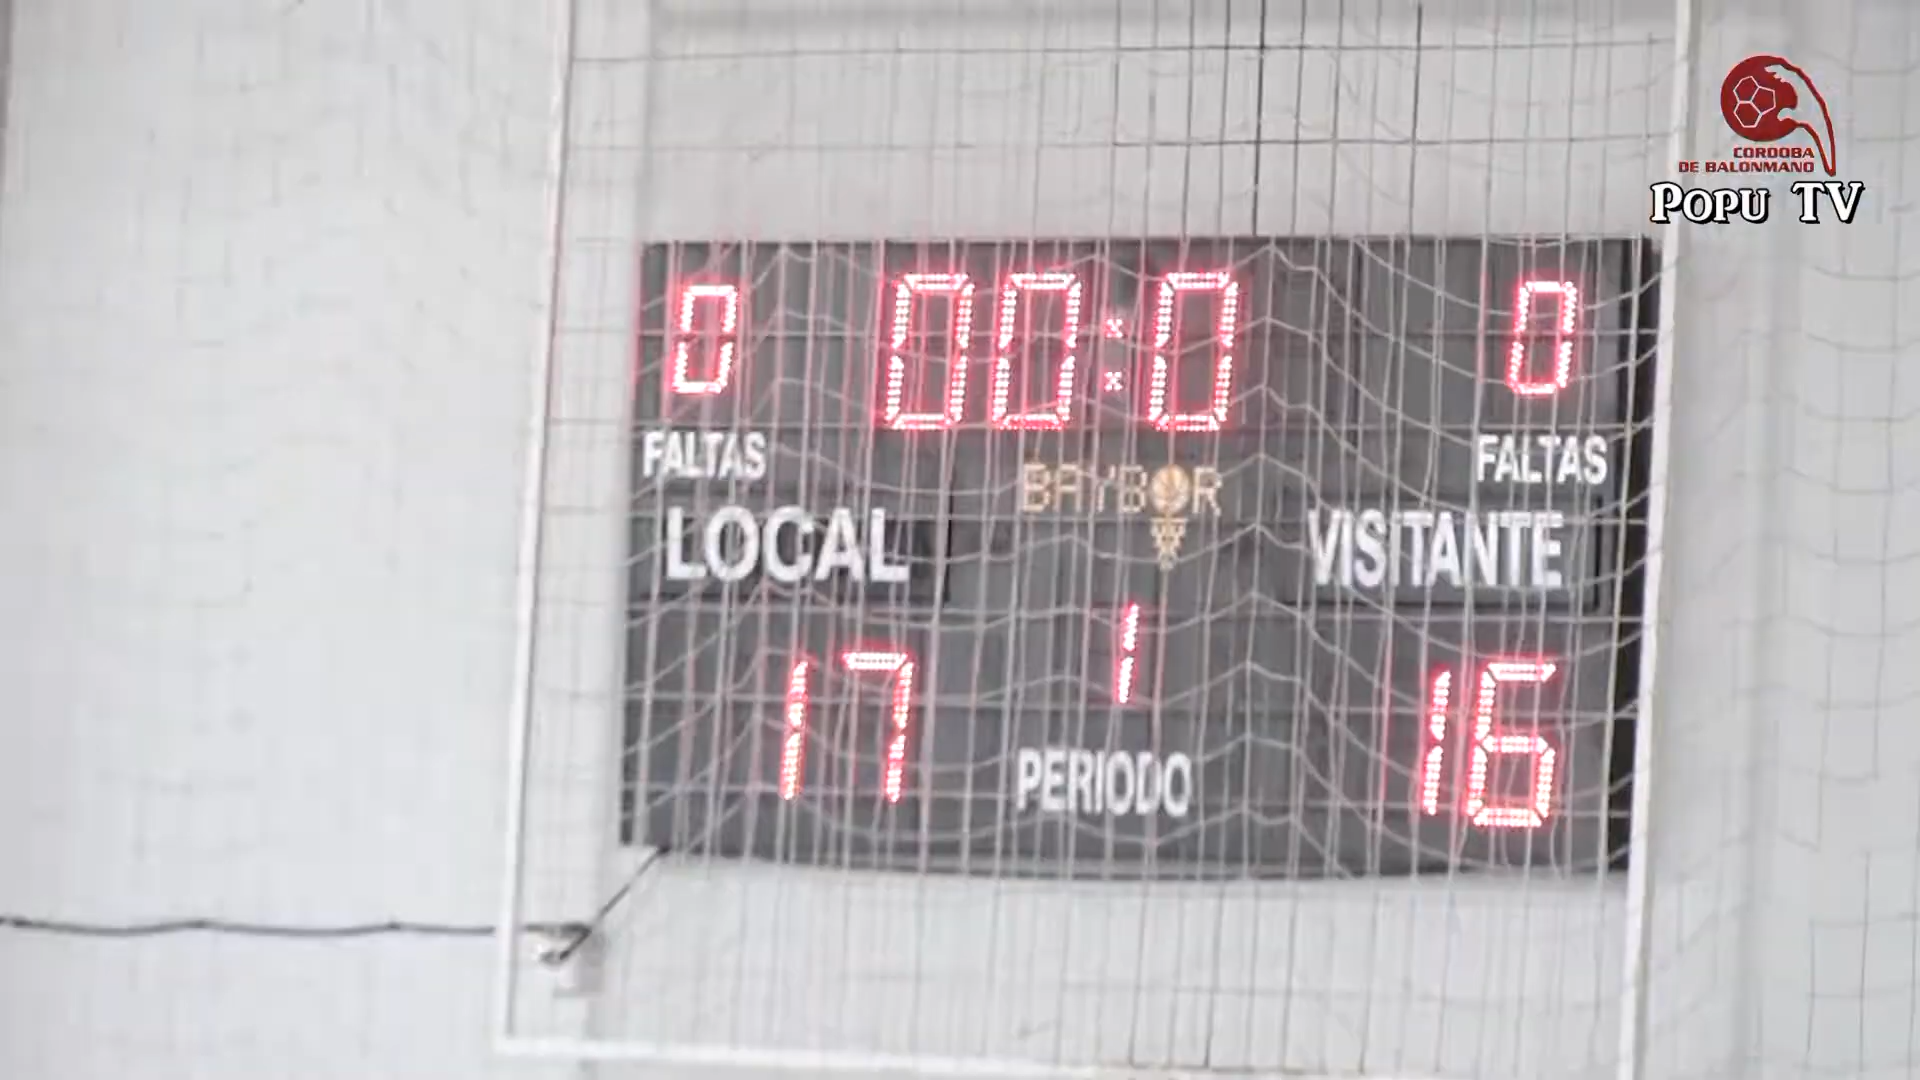 CORDOBA
DE BALONMANO
POPU TV
0 00:0 0
FALTAS FALTAS
BAYBOR
LOCAL VISITANTE
17 1 16
PERIODO